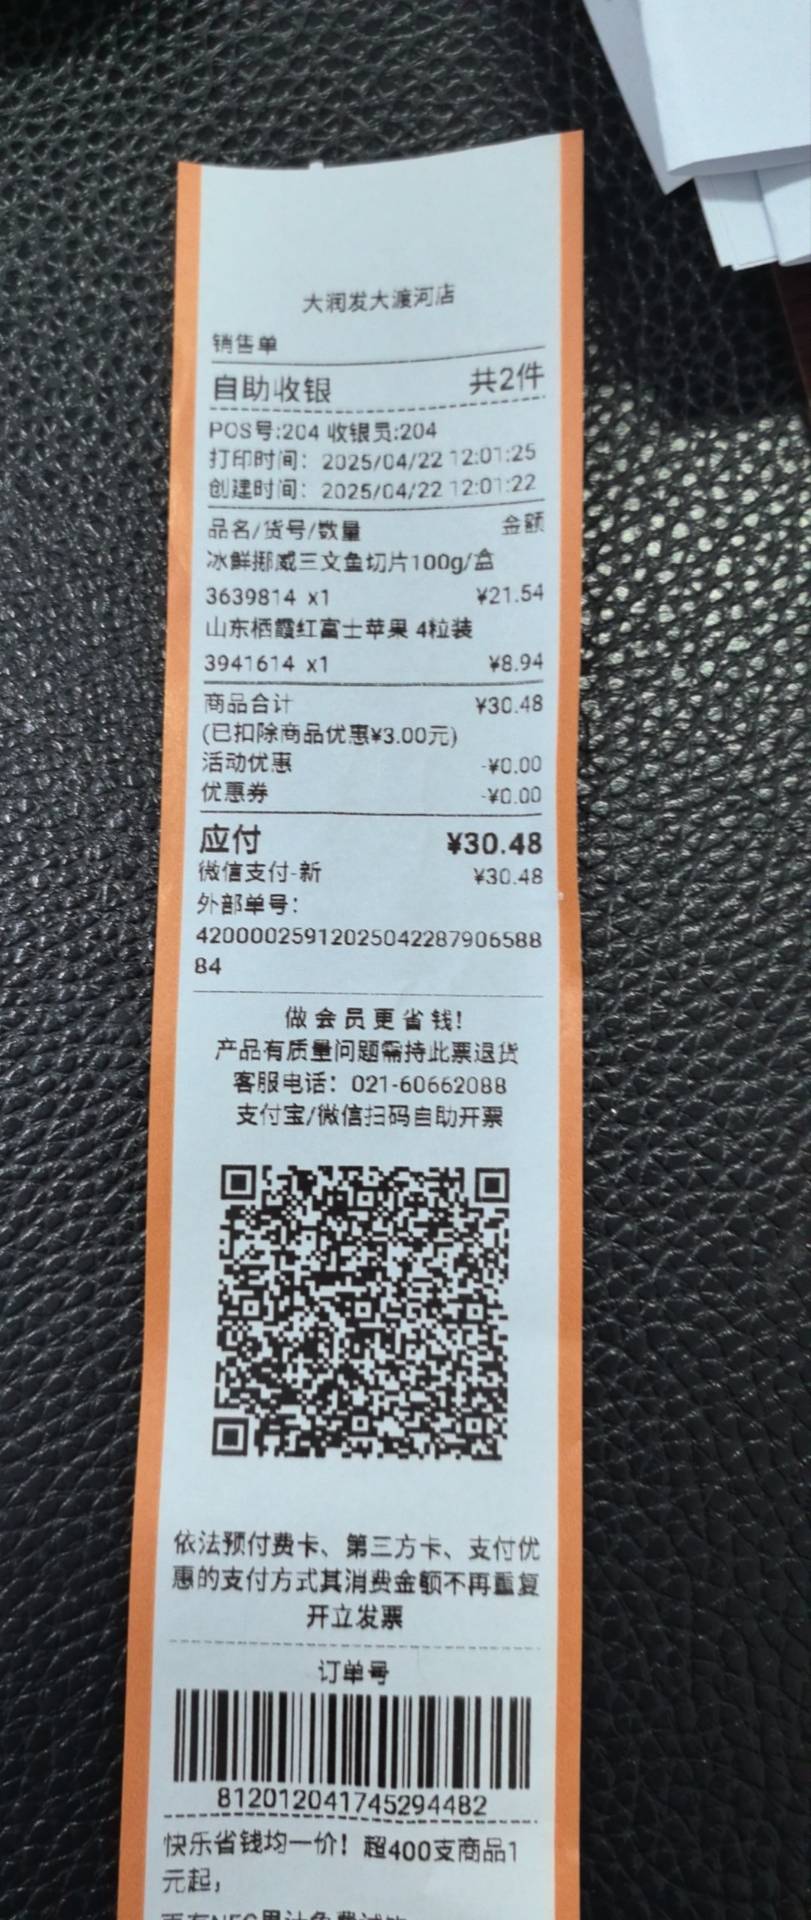 大润发大渡河店
销售单
自助收银 共2件
POS号:204 收银员:204
打印时间: 2025/04/22 12:01:25
创建时间: 2025/04/22 12:01:22
品名/货号/数量 金额
冰鲜挪威三文鱼切片100g/盒
3639814 x1 ¥21.54
山东栖霞红富士苹果 4粒装
3941614 x1 ¥8.94
商品合计 ¥30.48
(已扣除商品优惠¥3.00元)
活动优惠 -¥0.00
优惠券 -¥0.00
应付 ¥30.48
微信支付-新 ¥30.48
外部单号:
42000025912025042287906588
84
做会员更省钱!
产品有质量问题需持此票退货
客服电话: 021-60662088
支付宝/微信扫码自助开票
依法预付费卡、第三方卡、支付优
惠的支付方式其消费金额不再重复
开立发票
订单号
812012041745294482
快乐省钱均一价! 超400支商品1
元起,